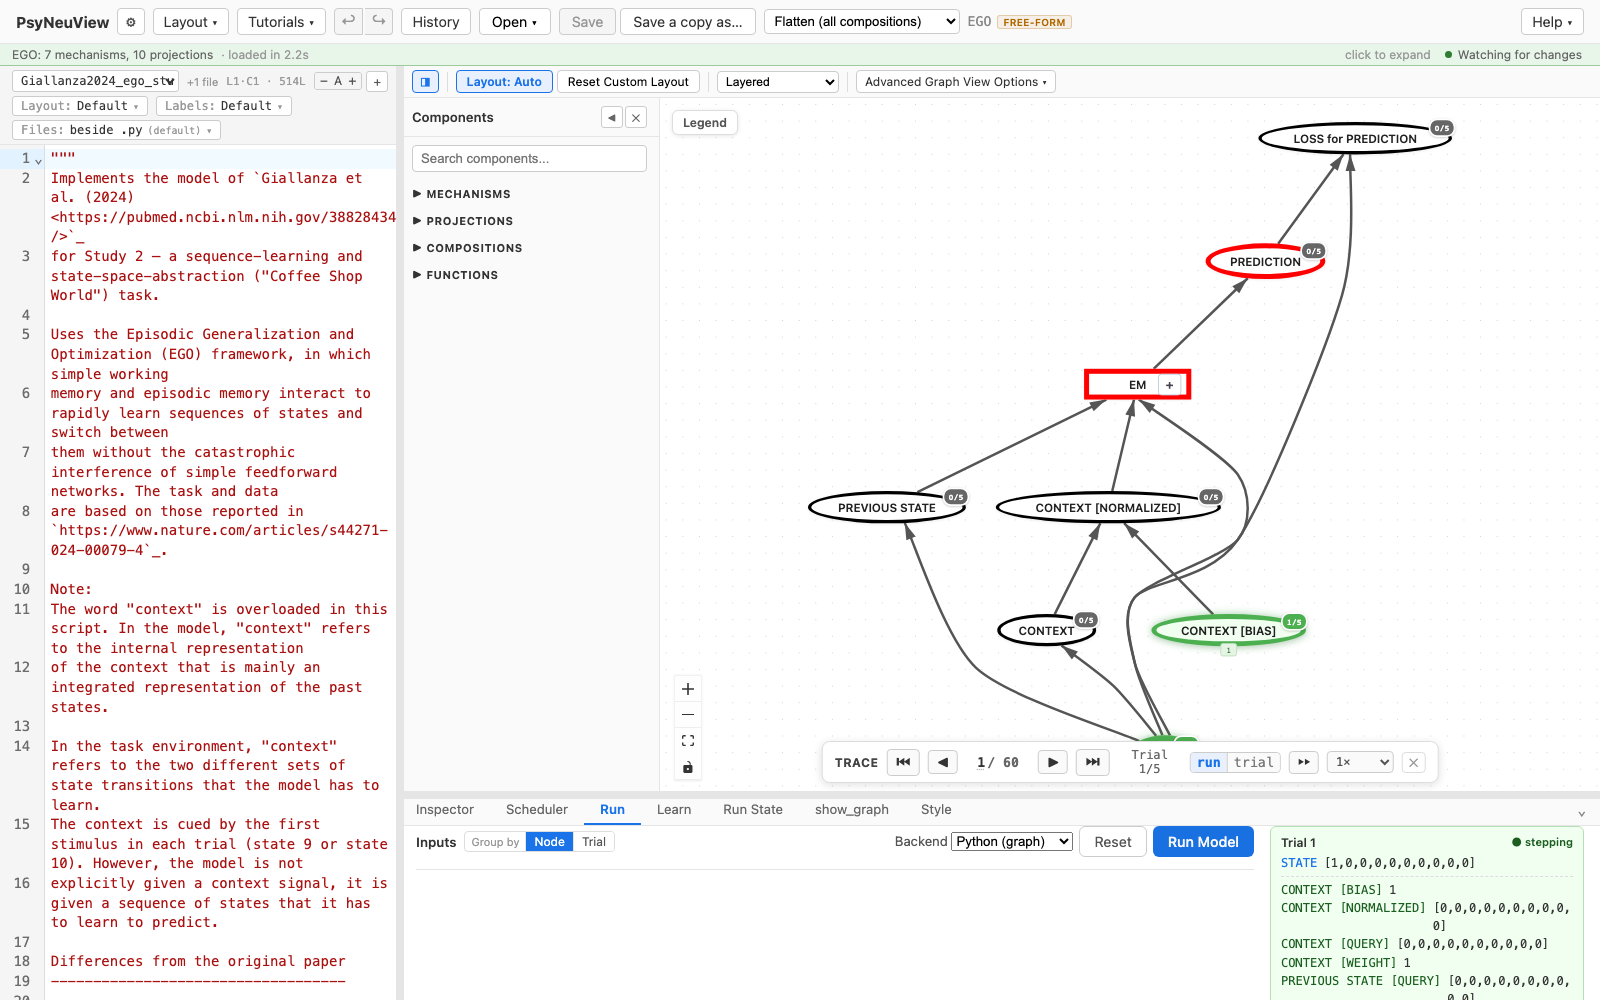 PsyNeuView ⚙ Layout ▾ Tutorials ▾ ↩ ↪ History Open ▾ Save Save a copy as... Flatten (all compositions) EGO FREE-FORM Help ▾
EGO: 7 mechanisms, 10 projections · loaded in 2.2s click to expand ● Watching for changes
Giallanza2024_ego_st +1 file L1·C1 · 514L − A + +
Layout: Default ▾ Labels: Default ▾
Files: beside .py (default) ▾
1 """
2 Implements the model of `Giallanza et
al. (2024)
<https://pubmed.ncbi.nlm.nih.gov/38828434
/>`_
3 for Study 2 — a sequence-learning and
state-space-abstraction ("Coffee Shop
World") task.
4
5 Uses the Episodic Generalization and
Optimization (EGO) framework, in which
simple working
6 memory and episodic memory interact to
rapidly learn sequences of states and
switch between
7 them without the catastrophic
interference of simple feedforward
networks. The task and data
8 are based on those reported in
`https://www.nature.com/articles/s44271-
024-00079-4`_.
9
10 Note:
11 The word "context" is overloaded in this
script. In the model, "context" refers
to the internal representation
12 of the context that is mainly an
integrated representation of the past
states.
13
14 In the task environment, "context"
refers to the two different sets of
state transitions that the model has to
learn.
15 The context is cued by the first
stimulus in each trial (state 9 or state
10). However, the model is not
16 explicitly given a context signal, it is
given a sequence of states that it has
to learn to predict.
17
18 Differences from the original paper
19 -----------------------------------
Layout: Auto Reset Custom Layout Layered Advanced Graph View Options ▾
Components ◀ ×
Search components...
▶ MECHANISMS
▶ PROJECTIONS
▶ COMPOSITIONS
▶ FUNCTIONS
Legend
LOSS for PREDICTION 0/5
PREDICTION 0/5
EM +
PREVIOUS STATE 0/5
CONTEXT [NORMALIZED] 0/5
CONTEXT 0/5
CONTEXT [BIAS] 1/5
1
TRACE 1 / 60 Trial 1/5 run trial 1×
Inspector Scheduler Run Learn Run State show_graph Style
Inputs Group by Node Trial Backend Python (graph) Reset Run Model
Trial 1 ● stepping
STATE [1,0,0,0,0,0,0,0,0,0]
CONTEXT [BIAS] 1
CONTEXT [NORMALIZED] [0,0,0,0,0,0,0,0,0,
0]
CONTEXT [QUERY] [0,0,0,0,0,0,0,0,0,0]
CONTEXT [WEIGHT] 1
PREVIOUS STATE [QUERY] [0,0,0,0,0,0,0,0,